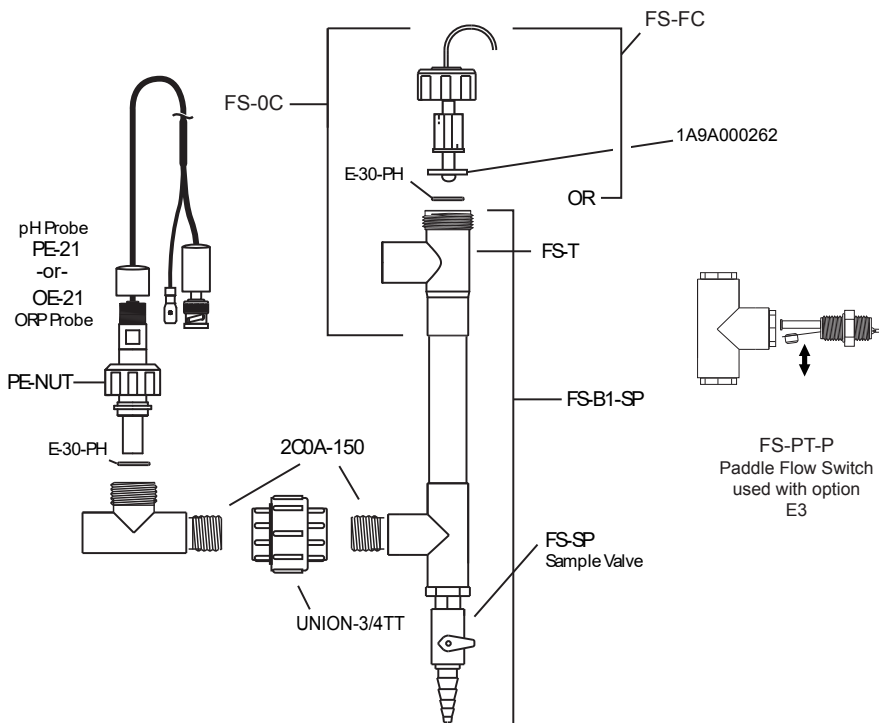 FS-FC
FS-0C
1A9A000262
E-30-PH
OR
pH Probe
PE-21
-or-
OE-21
ORP Probe
FS-T
PE-NUT
FS-B1-SP
E-30-PH
2C0A-150
FS-PT-P
Paddle Flow Switch
used with option
E3
FS-SP
Sample Valve
UNION-3/4TT